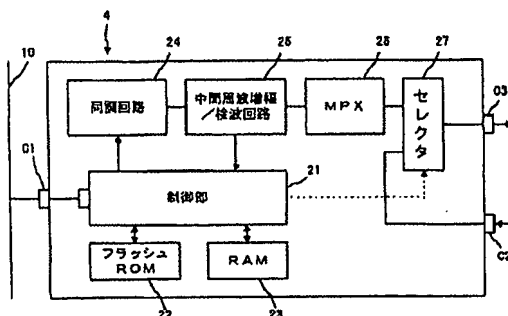 4
24
25
26
27
10
同調回路
中間周波増幅
／検波回路
MPX
セレクタ
C3
C1
21
制御部
フラッシュ
ROM
RAM
C2
22
23